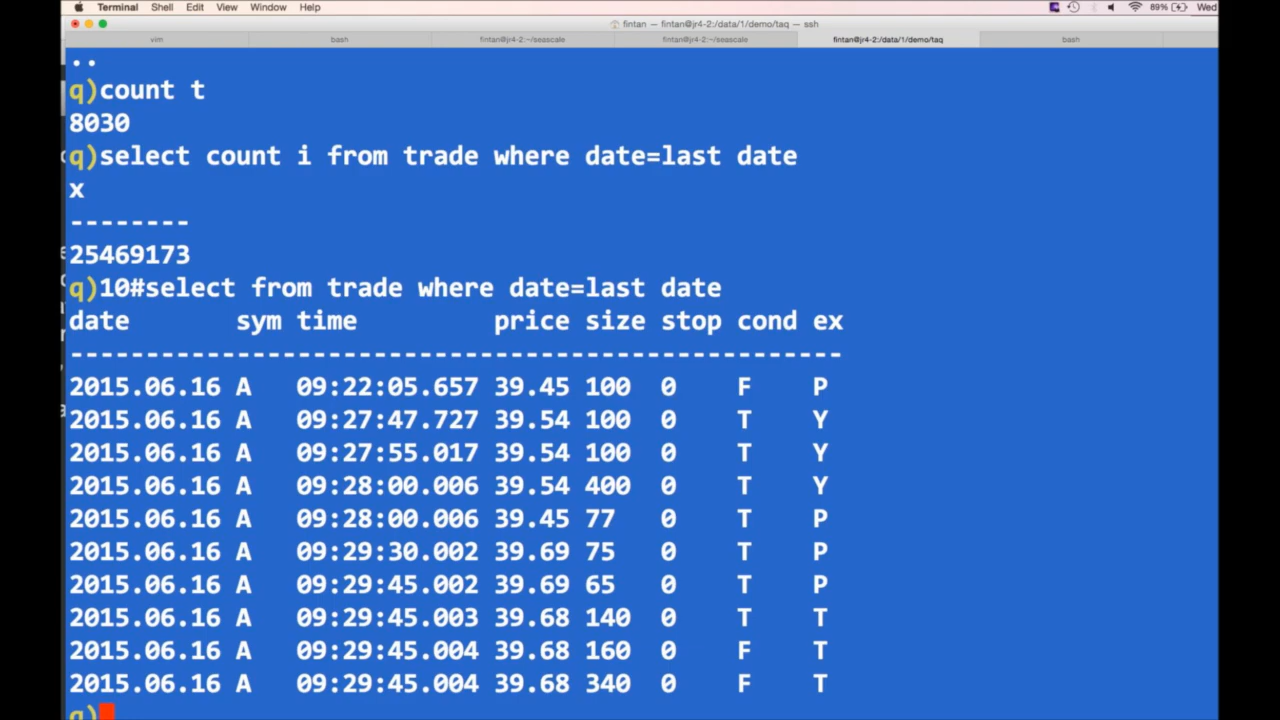 Terminal Shell Edit View Window Help 89% Wed
fintan — fintan@jr4-2:/data/1/demo/taq — ssh
vim bash fintan@jr4-2:~/seascale fintan@jr4-2:~/seascale fintan@jr4-2:/data/1/demo/taq bash
..
q)count t
8030
q)select count i from trade where date=last date
x
--------
25469173
q)10#select from trade where date=last date
date sym time price size stop cond ex
---------------------------------------------------
2015.06.16 A 09:22:05.657 39.45 100 0 F P
2015.06.16 A 09:27:47.727 39.54 100 0 T Y
2015.06.16 A 09:27:55.017 39.54 100 0 T Y
2015.06.16 A 09:28:00.006 39.54 400 0 T Y
2015.06.16 A 09:28:00.006 39.45 77 0 T P
2015.06.16 A 09:29:30.002 39.69 75 0 T P
2015.06.16 A 09:29:45.002 39.69 65 0 T P
2015.06.16 A 09:29:45.003 39.68 140 0 T T
2015.06.16 A 09:29:45.004 39.68 160 0 F T
2015.06.16 A 09:29:45.004 39.68 340 0 F T
q)